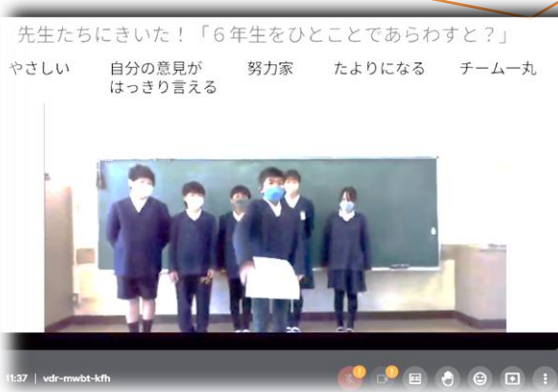 先生たちにきいた!「6年生をひとことであらわすと?」
やさしい 自分の意見が 努力家 たよりになる チーム一丸
はっきり言える
11:37 | vdr-mwbt-kfh